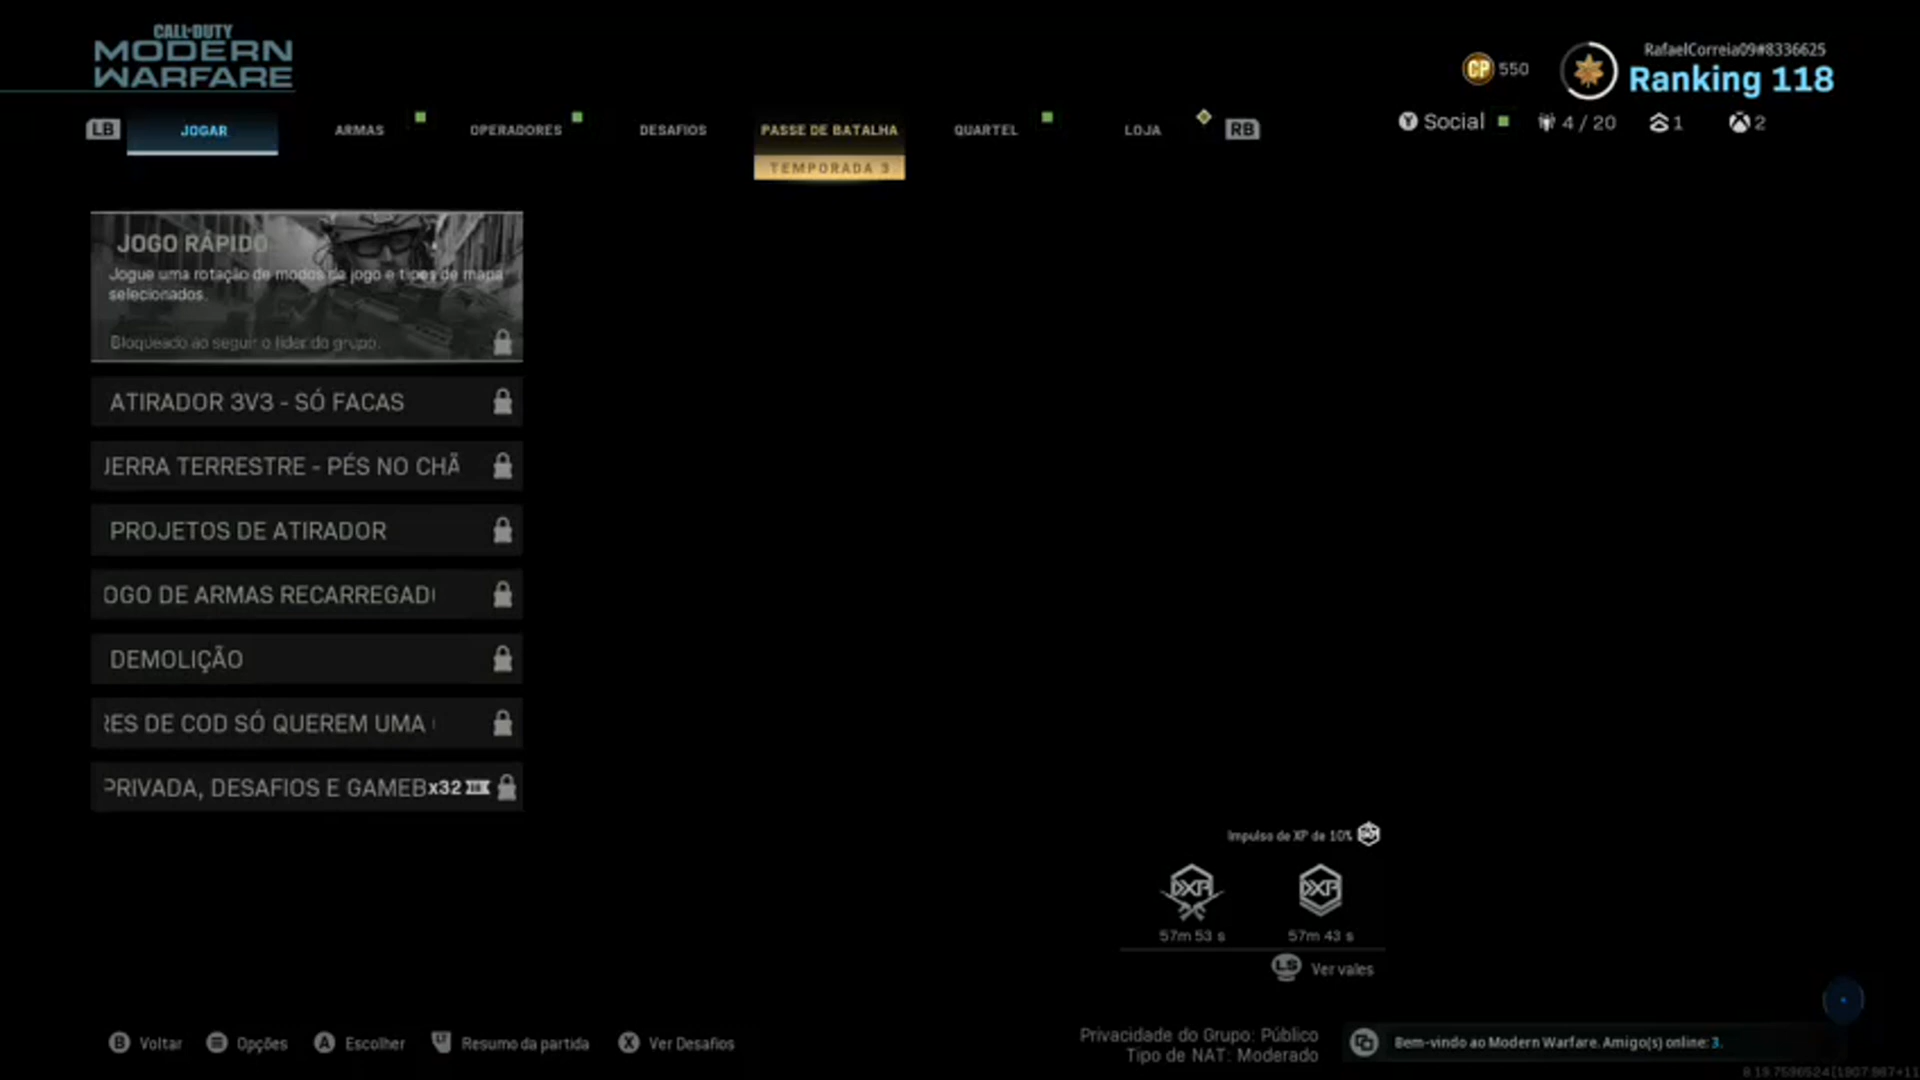 CALL OF DUTY
MODERN
WARFARE
CP 550
RafaelCorreia09#8336625
Ranking 118
LB
JOGAR
ARMAS
OPERADORES
DESAFIOS
PASSE DE BATALHA
TEMPORADA 3
QUARTEL
LOJA
RB
Y Social
4 / 20
1
2
JOGO RÁPIDO
Jogue uma rotação de modos de jogo e tipos de mapa
selecionados.
Bloqueado ao seguir o líder do grupo.
ATIRADOR 3V3 - SÓ FACAS
JERRA TERRESTRE - PÉS NO CHÃ
PROJETOS DE ATIRADOR
OGO DE ARMAS RECARREGAD
DEMOLIÇÃO
RES DE COD SÓ QUEREM UMA
PRIVADA, DESAFIOS E GAMEB x32
Impulso de XP de 10%
DXP
DXP
57m 53 s
57m 43 s
LS Ver vales
B Voltar
Opções
A Escolher
LT Resumo da partida
X Ver Desafios
Privacidade do Grupo: Público
Tipo de NAT: Moderado
Bem-vindo ao Modern Warfare. Amigo(s) online: 3.